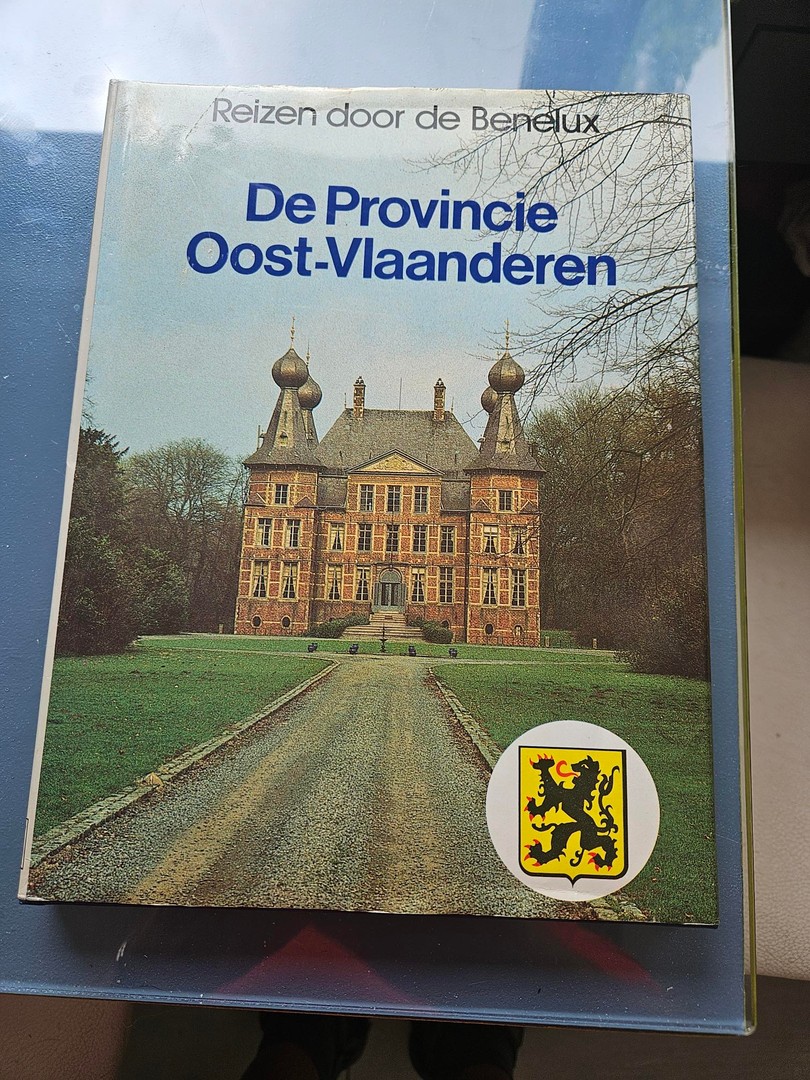 Reizen door de Benelux
De Provincie
Oost-Vlaanderen